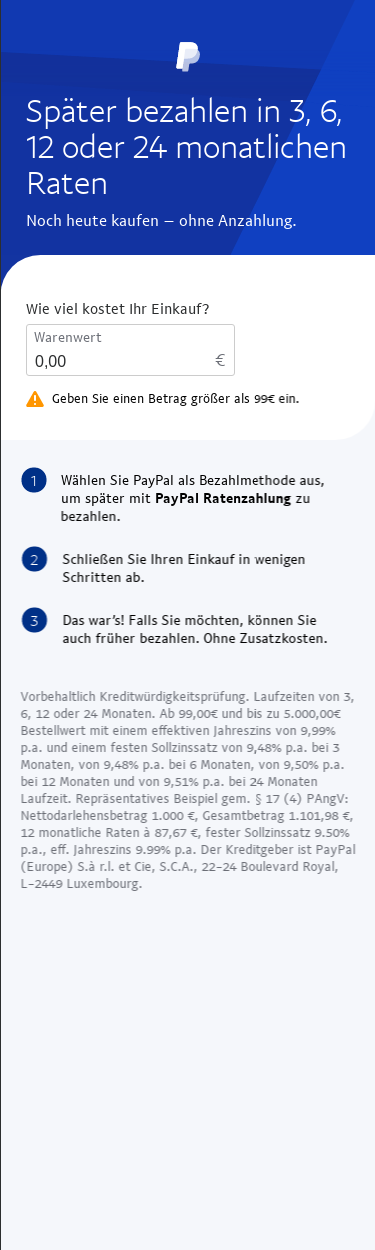 Später bezahlen in 3, 6,
12 oder 24 monatlichen
Raten
Noch heute kaufen – ohne Anzahlung.
Wie viel kostet Ihr Einkauf?
Warenwert
0,00 €
Geben Sie einen Betrag größer als 99€ ein.
1 Wählen Sie PayPal als Bezahlmethode aus,
um später mit PayPal Ratenzahlung zu
bezahlen.
2 Schließen Sie Ihren Einkauf in wenigen
Schritten ab.
3 Das war's! Falls Sie möchten, können Sie
auch früher bezahlen. Ohne Zusatzkosten.
Vorbehaltlich Kreditwürdigkeitsprüfung. Laufzeiten von 3,
6, 12 oder 24 Monaten. Ab 99,00€ und bis zu 5.000,00€
Bestellwert mit einem effektiven Jahreszins von 9,99%
p.a. und einem festen Sollzinssatz von 9,48% p.a. bei 3
Monaten, von 9,48% p.a. bei 6 Monaten, von 9,50% p.a.
bei 12 Monaten und von 9,51% p.a. bei 24 Monaten
Laufzeit. Repräsentatives Beispiel gem. § 17 (4) PAngV:
Nettodarlehensbetrag 1.000 €, Gesamtbetrag 1.101,98 €,
12 monatliche Raten à 87,67 €, fester Sollzinssatz 9.50%
p.a., eff. Jahreszins 9.99% p.a. Der Kreditgeber ist PayPal
(Europe) S.à r.l. et Cie, S.C.A., 22-24 Boulevard Royal,
L-2449 Luxembourg.